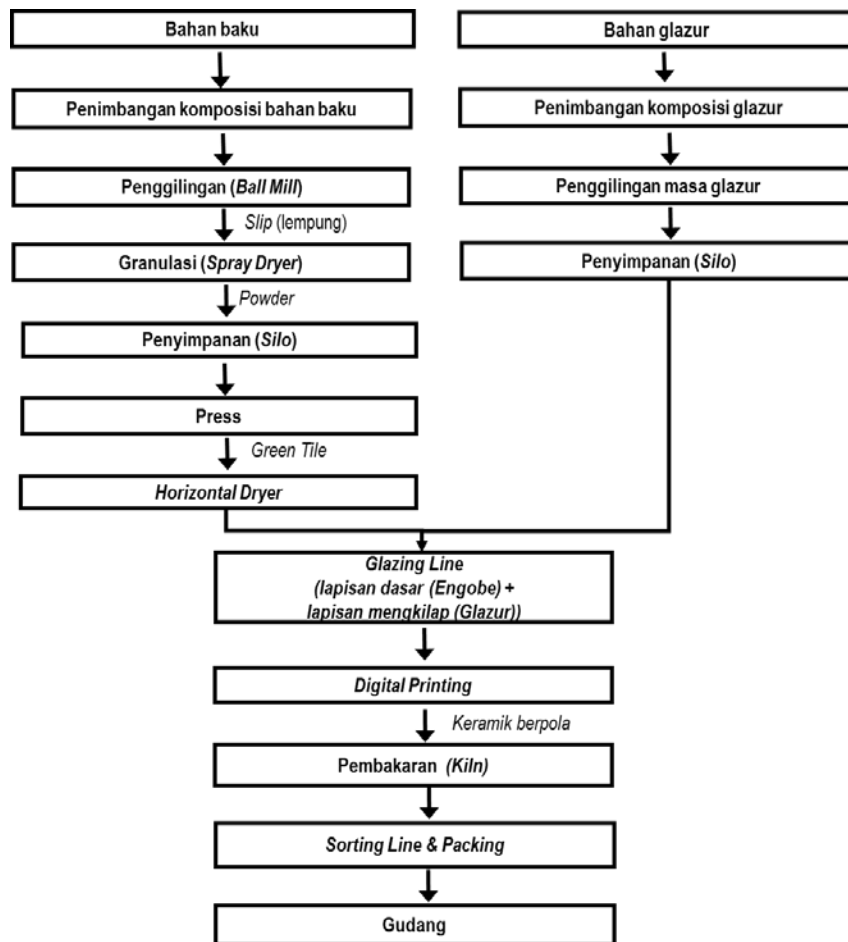 Bahan baku
Bahan glazur
Penimbangan komposisi bahan baku
Penimbangan komposisi glazur
Penggilingan (Ball Mill)
Penggilingan masa glazur
Slip (lempung)
Granulasi (Spray Dryer)
Penyimpanan (Silo)
Powder
Penyimpanan (Silo)
Press
Green Tile
Horizontal Dryer
Glazing Line
(lapisan dasar (Engobe) +
lapisan mengkilap (Glazur))
Digital Printing
Keramik berpola
Pembakaran (Kiln)
Sorting Line & Packing
Gudang